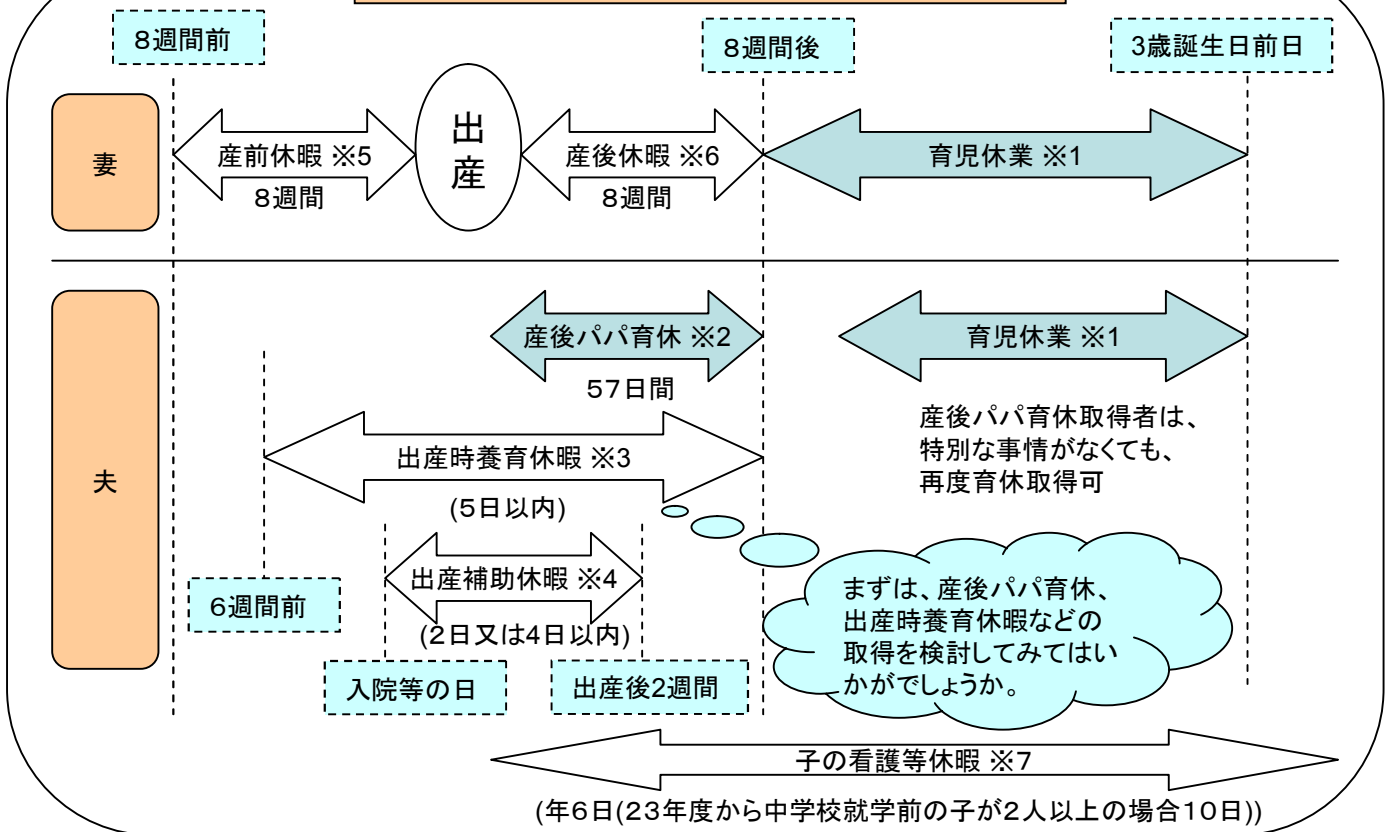 8週間前
8週間後
3歳誕生日前日
妻
産前休暇 ※5
8週間
出産
産後休暇 ※6
8週間
育児休業 ※1
夫
産後パパ育休 ※2
57日間
育児休業 ※1
産後パパ育休取得者は、
特別な事情がなくても、
再度育休取得可
出産時養育休暇 ※3
(5日以内)
6週間前
出産補助休暇 ※4
(2日又は4日以内)
入院等の日
出産後2週間
まずは、産後パパ育休、
出産時養育休暇などの
取得を検討してみてはい
かがでしょうか。
子の看護等休暇 ※7
(年6日(23年度から中学校就学前の子が2人以上の場合10日))